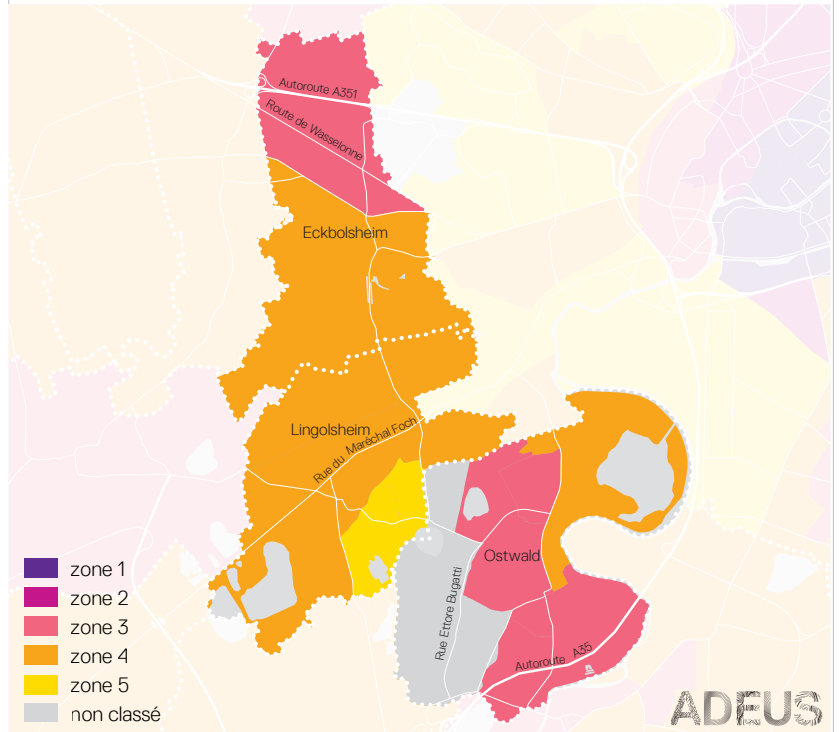 Autoroute A351
Route de Wasselonne
Eckbolsheim
Lingolsheim
Rue du Maréchal Foch
Ostwald
Rue Ettore Bugatti
Autoroute A35
zone 1
zone 2
zone 3
zone 4
zone 5
non classé
ADEUS